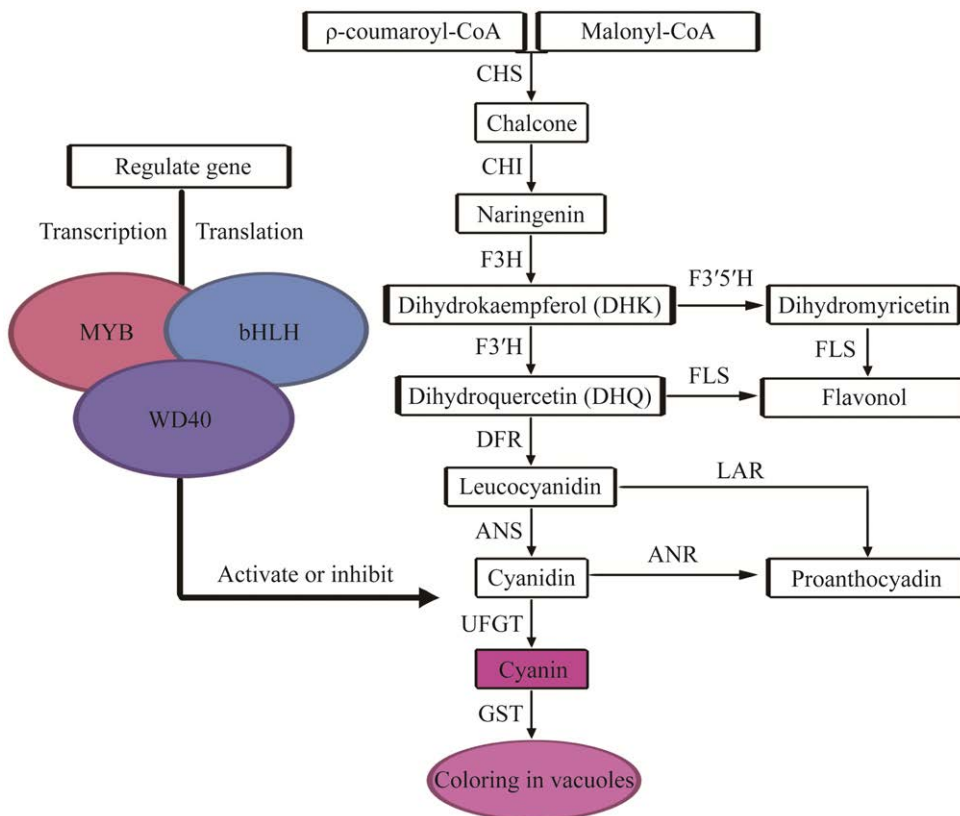 ρ-coumaroyl-CoA
Malonyl-CoA
CHS
Chalcone
CHI
Naringenin
F3H
Dihydrokaempferol (DHK)
F3′5′H
Dihydromyricetin
F3′H
FLS
Dihydroquercetin (DHQ)
FLS
Flavonol
DFR
Leucocyanidin
LAR
ANS
Cyanidin
ANR
Proanthocyadin
UFGT
Cyanin
GST
Coloring in vacuoles
Regulate gene
Transcription
Translation
MYB
bHLH
WD40
Activate or inhibit